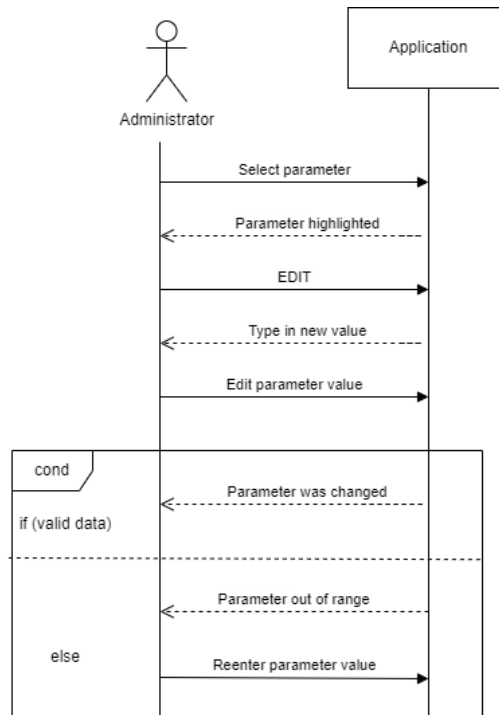 Application
Administrator
Select parameter
Parameter highlighted
EDIT
Type in new value
Edit parameter value
cond
Parameter was changed
if (valid data)
Parameter out of range
else
Reenter parameter value